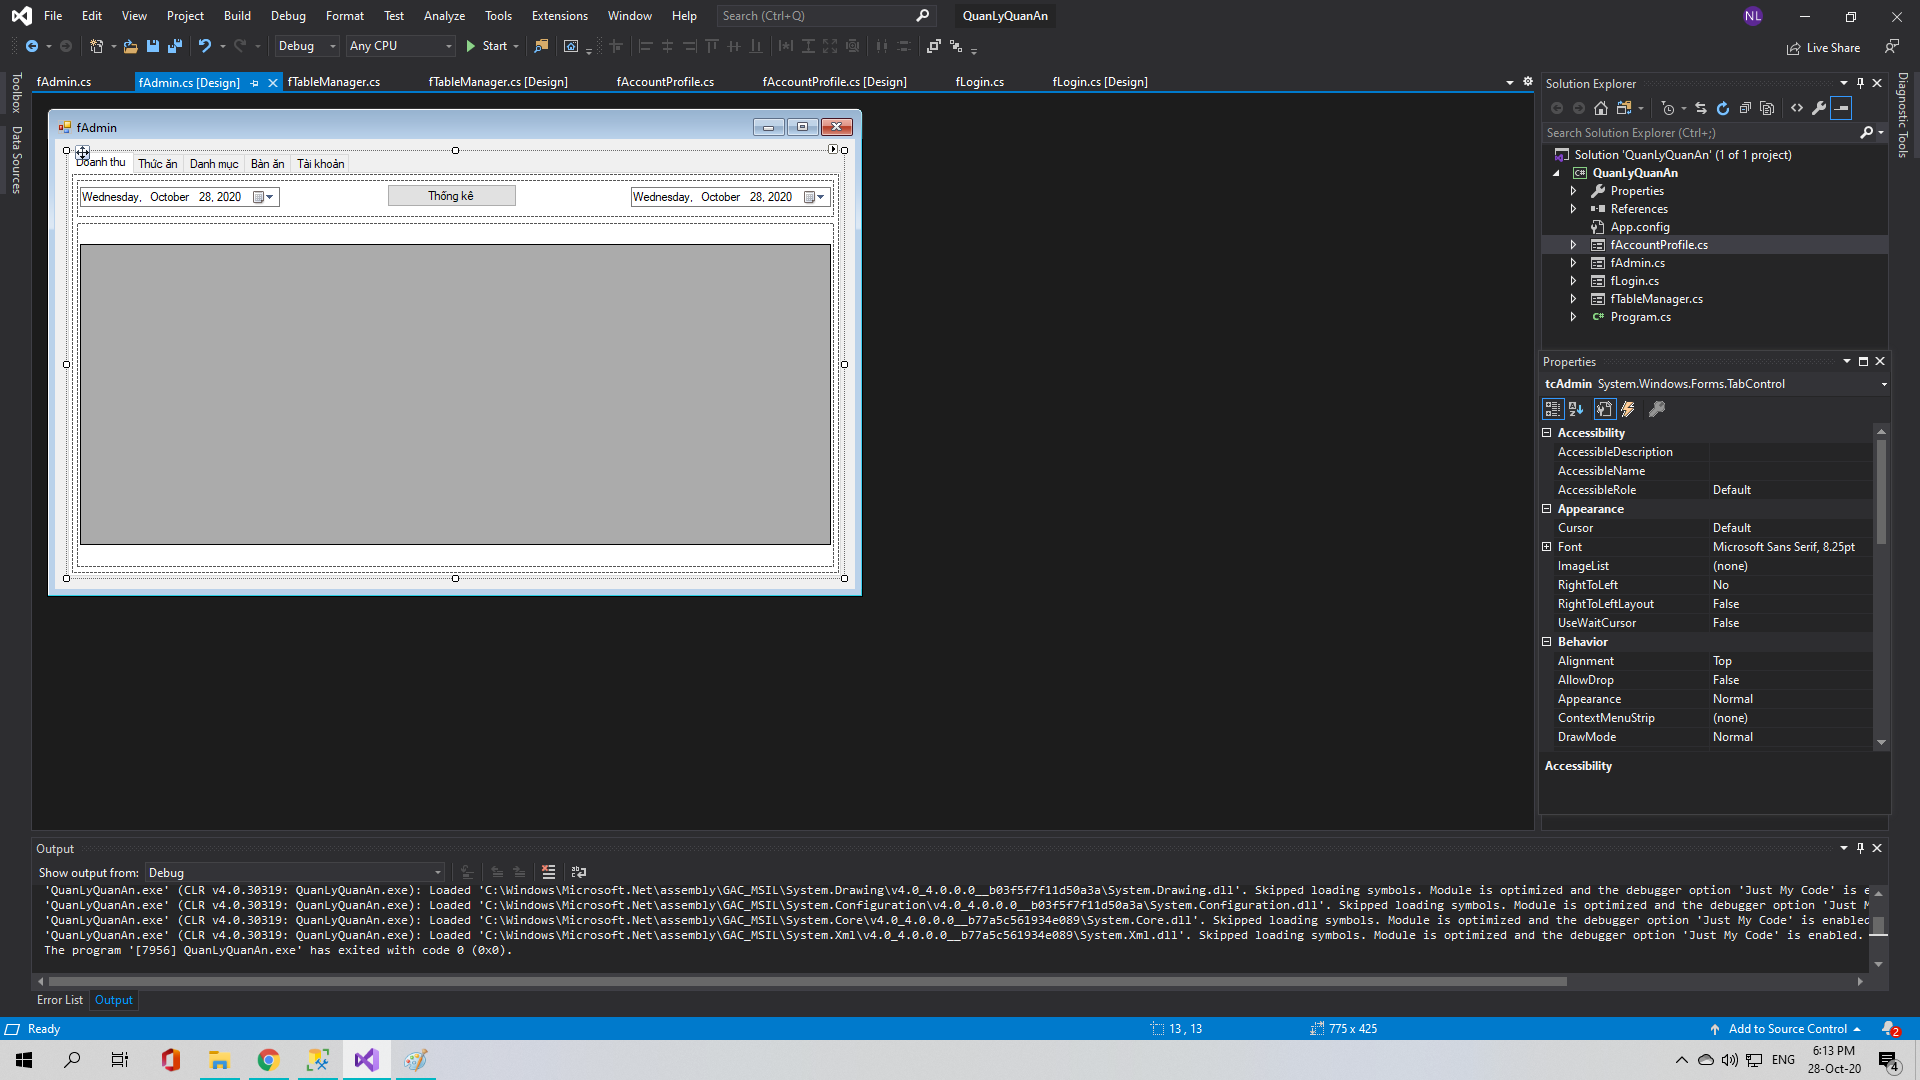 File Edit View Project Build Debug Format Test Analyze Tools Extensions Window Help Search (Ctrl+Q) QuanLyQuanAn NL
Debug Any CPU Start Live Share
Toolbox
Data Sources
fAdmin.cs fAdmin.cs [Design] fTableManager.cs fTableManager.cs [Design] fAccountProfile.cs fAccountProfile.cs [Design] fLogin.cs fLogin.cs [Design]
fAdmin
Doanh thu Thức ăn Danh mục Bàn ăn Tài khoản
Wednesday, October 28, 2020 Thống kê Wednesday, October 28, 2020
Solution Explorer
Search Solution Explorer (Ctrl+;)
Solution 'QuanLyQuanAn' (1 of 1 project)
QuanLyQuanAn
Properties
References
App.config
fAccountProfile.cs
fAdmin.cs
fLogin.cs
fTableManager.cs
Program.cs
Diagnostic Tools
Properties
tcAdmin System.Windows.Forms.TabControl
Accessibility
AccessibleDescription
AccessibleName
AccessibleRole Default
Appearance
Cursor Default
Font Microsoft Sans Serif, 8.25pt
ImageList (none)
RightToLeft No
RightToLeftLayout False
UseWaitCursor False
Behavior
Alignment Top
AllowDrop False
Appearance Normal
ContextMenuStrip (none)
DrawMode Normal
Accessibility
Output
Show output from: Debug
'QuanLyQuanAn.exe' (CLR v4.0.30319: QuanLyQuanAn.exe): Loaded 'C:\Windows\Microsoft.Net\assembly\GAC_MSIL\System.Drawing\v4.0_4.0.0.0__b03f5f7f11d50a3a\System.Drawing.dll'. Skipped loading symbols. Module is optimized and the debugger option 'Just My Code' is e
'QuanLyQuanAn.exe' (CLR v4.0.30319: QuanLyQuanAn.exe): Loaded 'C:\Windows\Microsoft.Net\assembly\GAC_MSIL\System.Configuration\v4.0_4.0.0.0__b03f5f7f11d50a3a\System.Configuration.dll'. Skipped loading symbols. Module is optimized and the debugger option 'Just M
'QuanLyQuanAn.exe' (CLR v4.0.30319: QuanLyQuanAn.exe): Loaded 'C:\Windows\Microsoft.Net\assembly\GAC_MSIL\System.Core\v4.0_4.0.0.0__b77a5c561934e089\System.Core.dll'. Skipped loading symbols. Module is optimized and the debugger option 'Just My Code' is enabled
'QuanLyQuanAn.exe' (CLR v4.0.30319: QuanLyQuanAn.exe): Loaded 'C:\Windows\Microsoft.Net\assembly\GAC_MSIL\System.Xml\v4.0_4.0.0.0__b77a5c561934e089\System.Xml.dll'. Skipped loading symbols. Module is optimized and the debugger option 'Just My Code' is enabled.
The program '[7956] QuanLyQuanAn.exe' has exited with code 0 (0x0).
Error List Output
Ready 13 , 13 775 x 425 Add to Source Control 2
ENG 6:13 PM
28-Oct-20 4